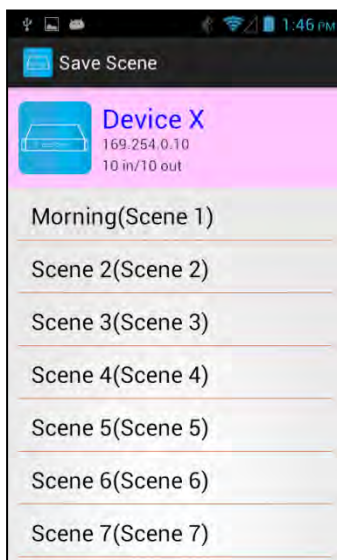 1:46 PM
Save Scene
Device X
169.254.0.10
10 in/10 out
Morning(Scene 1)
Scene 2(Scene 2)
Scene 3(Scene 3)
Scene 4(Scene 4)
Scene 5(Scene 5)
Scene 6(Scene 6)
Scene 7(Scene 7)